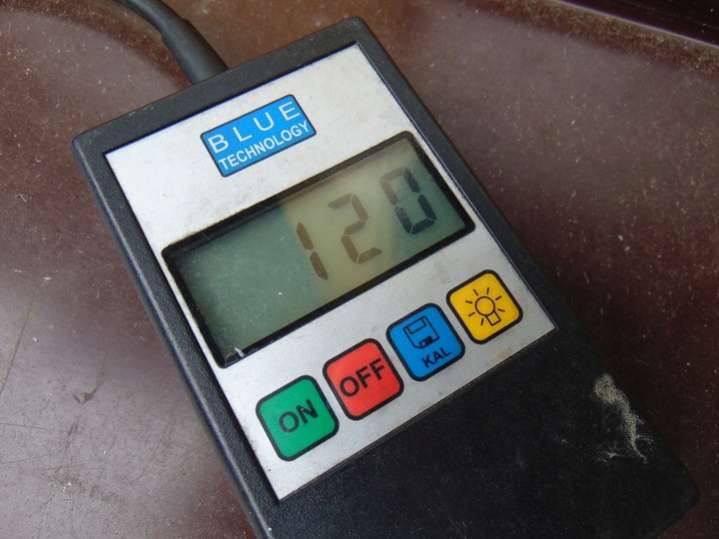 BLUE
TECHNOLOGY
120
ON
OFF
KAL